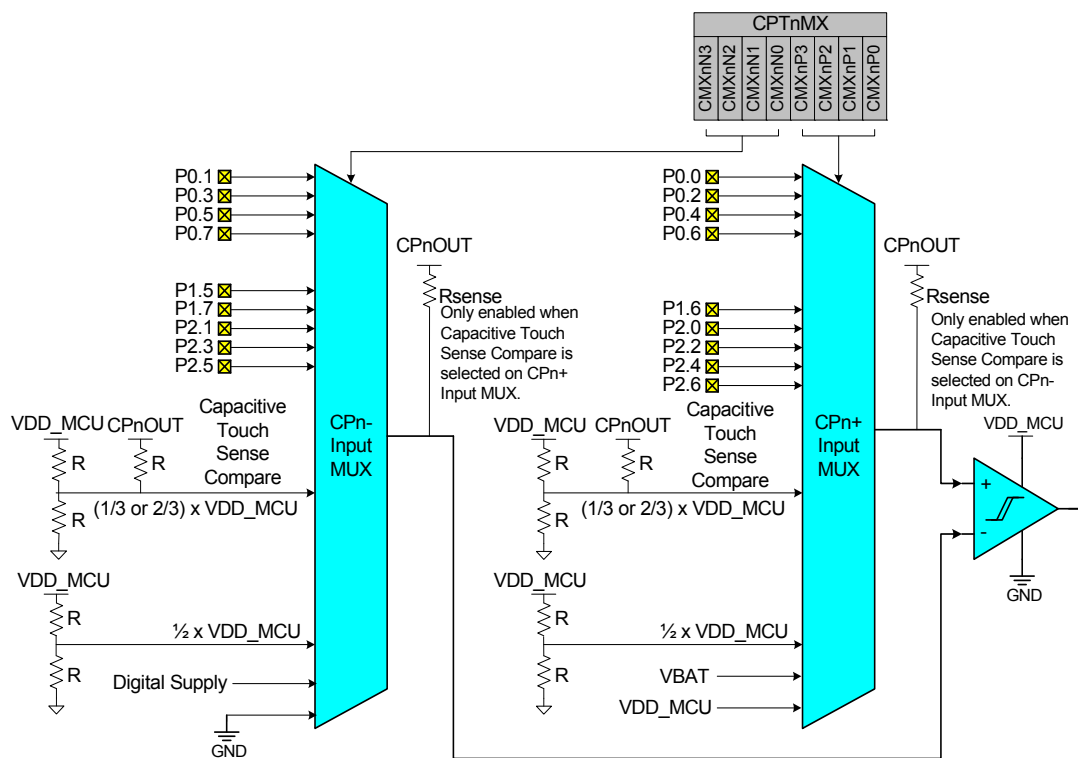 CPTnMX
CMXnN3
CMXnN2
CMXnN1
CMXnN0
CMXnP3
CMXnP2
CMXnP1
CMXnP0
P0.1
P0.3
P0.5
P0.7
P1.5
P1.7
P2.1
P2.3
P2.5
CPnOUT
Rsense
Only enabled when
Capacitive Touch
Sense Compare is
selected on CPn+
Input MUX.
VDD_MCU
CPnOUT
R
R
R
Capacitive
Touch
Sense
Compare
(1/3 or 2/3) x VDD_MCU
CPn-
Input
MUX
VDD_MCU
R
R
½ x VDD_MCU
Digital Supply
GND
P0.0
P0.2
P0.4
P0.6
P1.6
P2.0
P2.2
P2.4
P2.6
CPnOUT
Rsense
Only enabled when
Capacitive Touch
Sense Compare is
selected on CPn-
Input MUX.
VDD_MCU
CPnOUT
R
R
R
Capacitive
Touch
Sense
Compare
(1/3 or 2/3) x VDD_MCU
CPn+
Input
MUX
VDD_MCU
R
R
½ x VDD_MCU
VBAT
VDD_MCU
VDD_MCU
+
-
GND